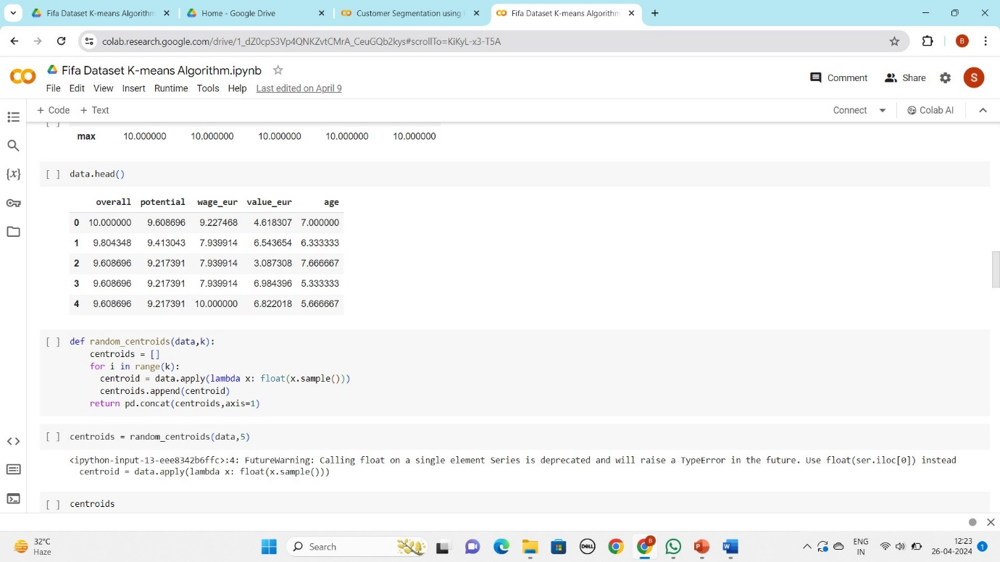 Fifa Dataset K-means Algorithm
Home - Google Drive
Customer Segmentation using
Fifa Dataset K-means Algorithm
colab.research.google.com/drive/1_dZ0cpS3Vp4QNKZvtCMrA_CeuGQb2kys#scrollTo=KiKyL-x3-T5A
B
Fifa Dataset K-means Algorithm.ipynb
File Edit View Insert Runtime Tools Help Last edited on April 9
Comment Share S
+ Code + Text
Connect Colab AI
[ ]
max 10.000000 10.000000 10.000000 10.000000 10.000000
{x}
[ ] data.head()
overall potential wage_eur value_eur age
0 10.000000 9.608696 9.227468 4.618307 7.000000
1 9.804348 9.413043 7.939914 6.543654 6.333333
2 9.608696 9.217391 7.939914 3.087308 7.666667
3 9.608696 9.217391 7.939914 6.984396 5.333333
4 9.608696 9.217391 10.000000 6.822018 5.666667
[ ] def random_centroids(data,k):
centroids = []
for i in range(k):
centroid = data.apply(lambda x: float(x.sample()))
centroids.append(centroid)
return pd.concat(centroids,axis=1)
[ ] centroids = random_centroids(data,5)
<ipython-input-13-eee8342b6ffc>:4: FutureWarning: Calling float on a single element Series is deprecated and will raise a TypeError in the future. Use float(ser.iloc[0]) instead
centroid = data.apply(lambda x: float(x.sample()))
[ ] centroids
32°C
Haze
Search
DELL
B
ENG
IN
12:23
26-04-2024
1